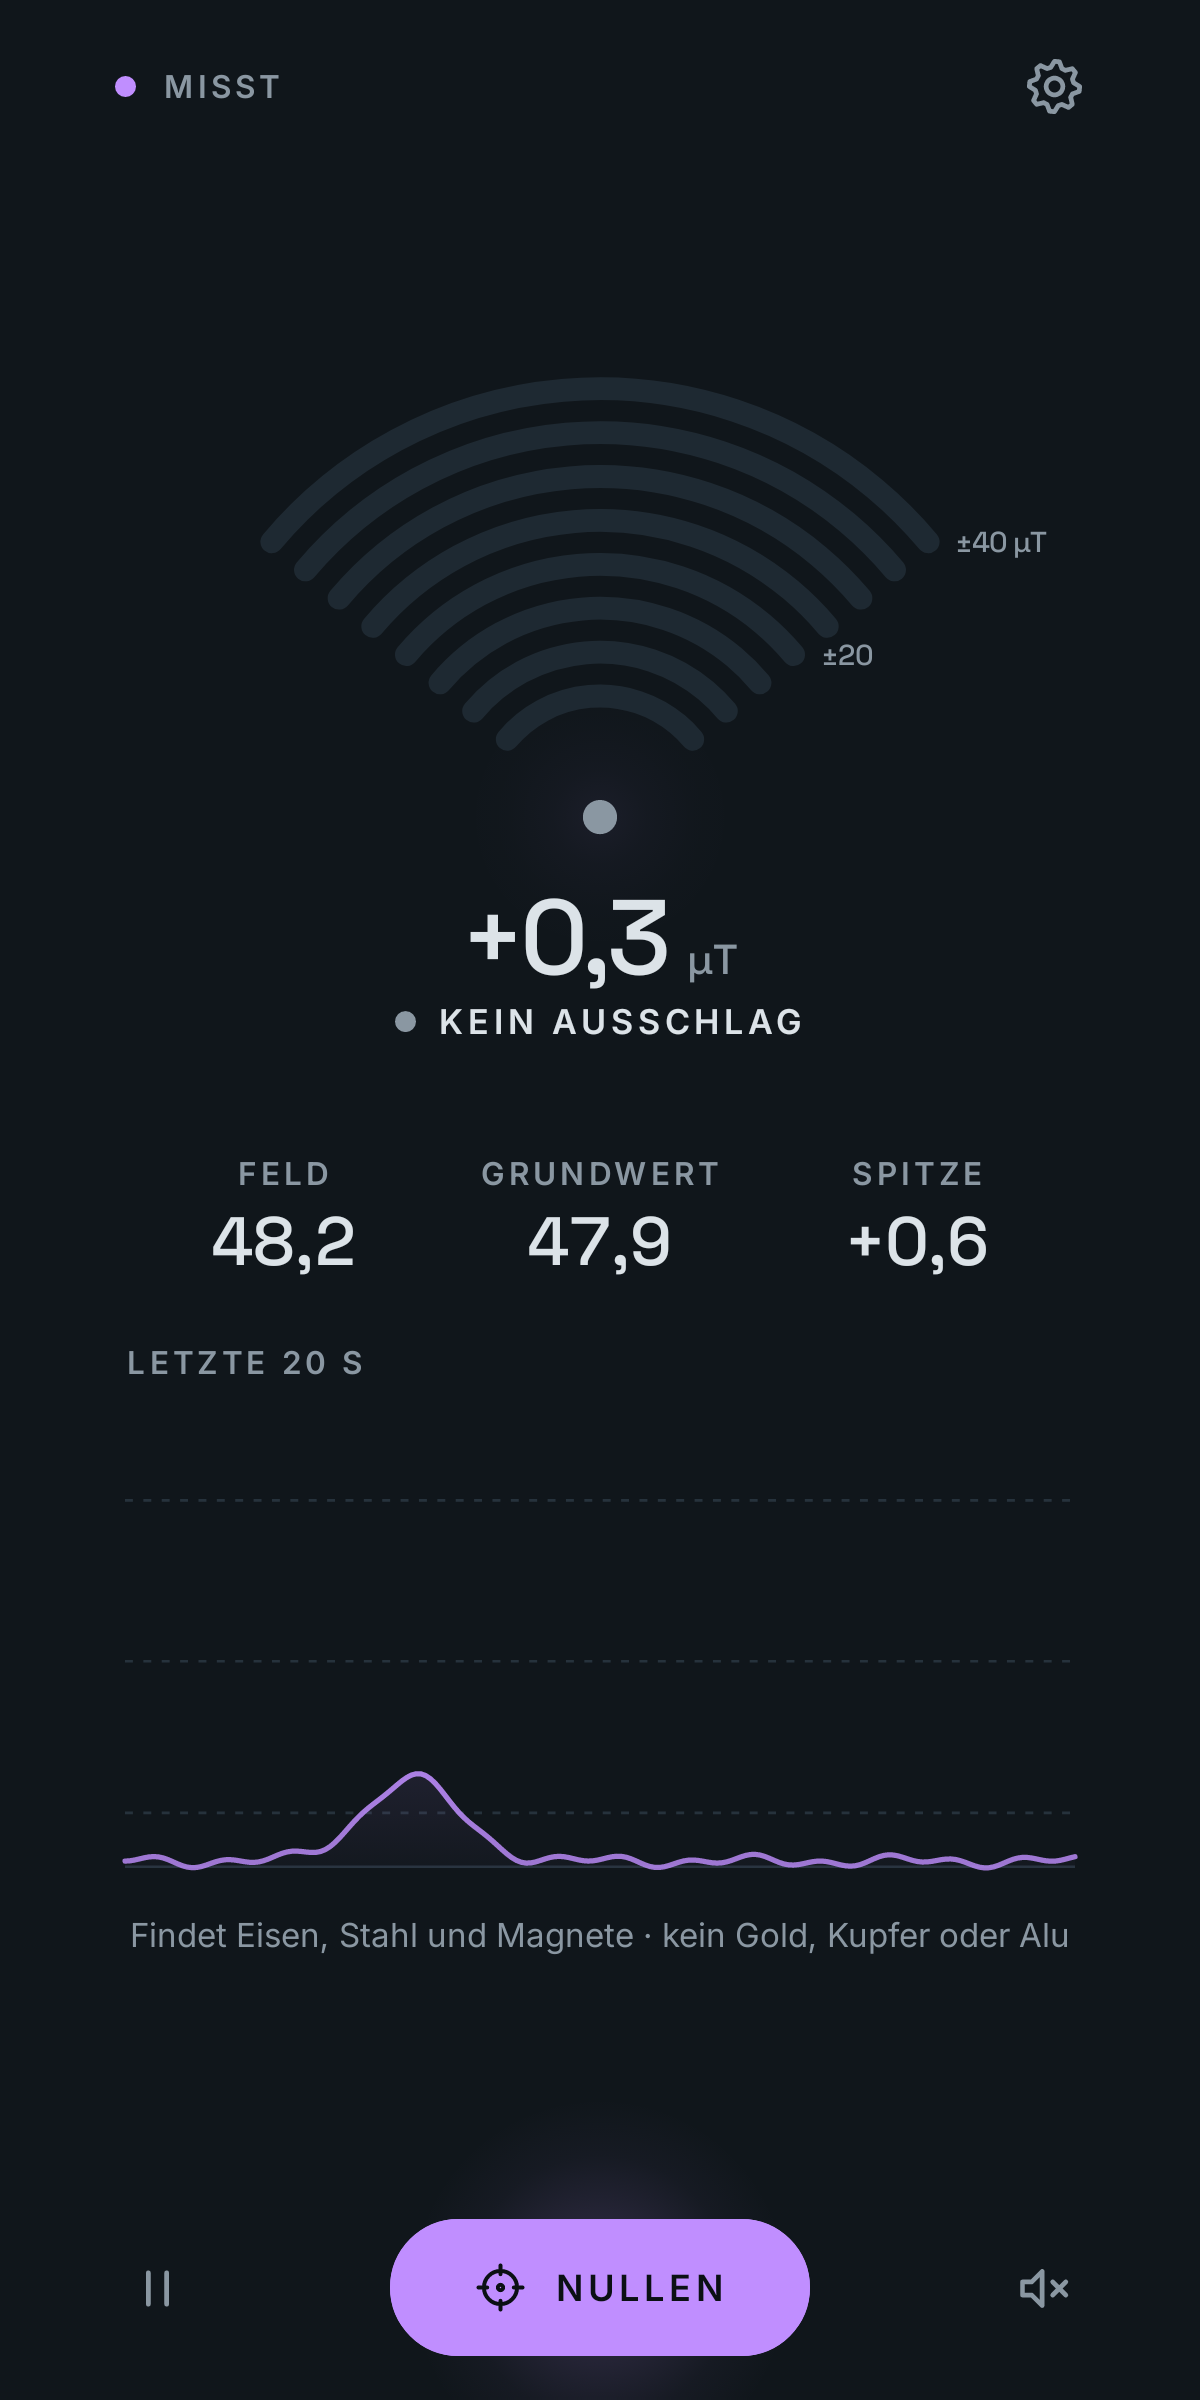 MISST
±40 µT
±20
+0,3 µT
KEIN AUSSCHLAG
FELD GRUNDWERT SPITZE
48,2 47,9 +0,6
LETZTE 20 S
Findet Eisen, Stahl und Magnete · kein Gold, Kupfer oder Alu
NULLEN